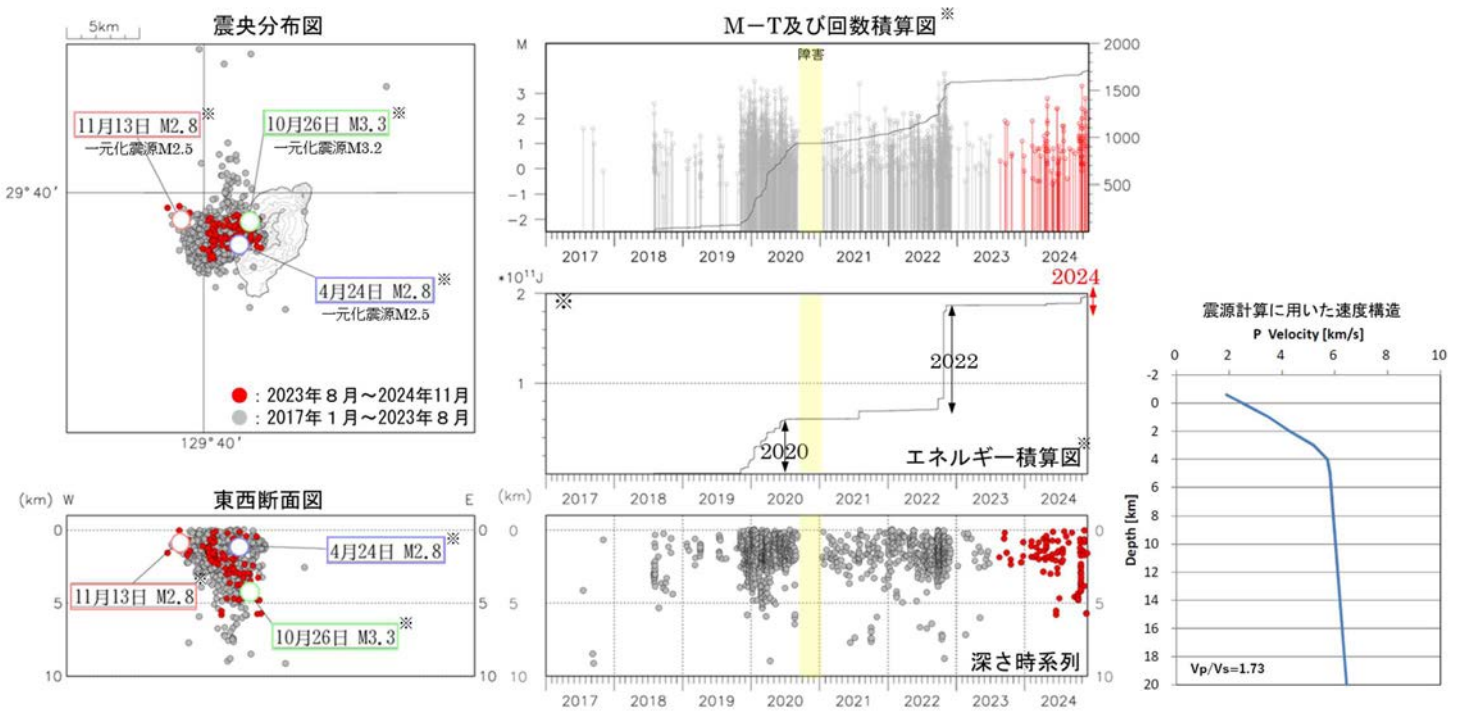 5km
震央分布図
11月13日 M2.8※
一元化震源M2.5
10月26日 M3.3※
一元化震源M3.2
29°40′
4月24日 M2.8※
一元化震源M2.5
●：2023年８月～2024年11月
●：2017年１月～2023年８月
129°40′
(km) W 東西断面図 E
0 0
5 5
10 10
4月24日 M2.8※
11月13日 M2.8※
10月26日 M3.3※
M－T及び回数積算図※
M 障害 2000
3 1500
2
1 1000
0
−1 500
−2
2017 2018 2019 2020 2021 2022 2023 2024
*10¹¹J 2024
2 ※
1
2022
2020
エネルギー積算図※
(km) 2017 2018 2019 2020 2021 2022 2023 2024
0 0
5 5
10 深さ時系列 10
2017 2018 2019 2020 2021 2022 2023 2024
震源計算に用いた速度構造
P Velocity [km/s]
0 2 4 6 8 10
-2
0
2
4
6
8
10
12
14
16
18
20
Depth [km]
Vp/Vs=1.73